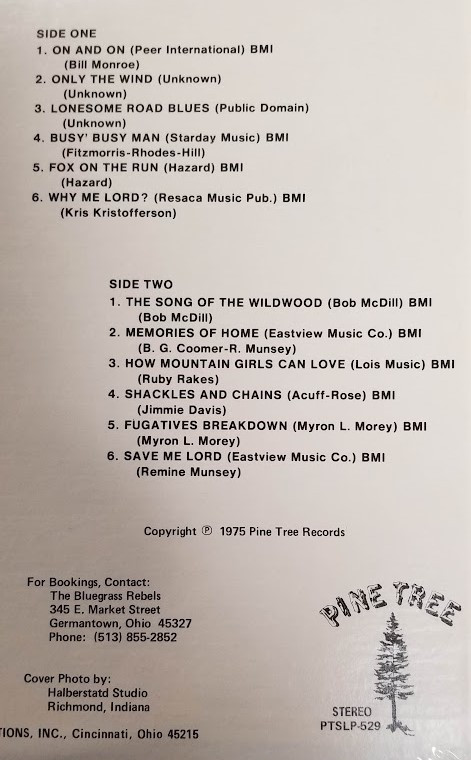 SIDE ONE
1. ON AND ON (Peer International) BMI
(Bill Monroe)
2. ONLY THE WIND (Unknown)
(Unknown)
3. LONESOME ROAD BLUES (Public Domain)
(Unknown)
4. BUSY' BUSY MAN (Starday Music) BMI
(Fitzmorris-Rhodes-Hill)
5. FOX ON THE RUN (Hazard) BMI
(Hazard)
6. WHY ME LORD? (Resaca Music Pub.) BMI
(Kris Kristofferson)
SIDE TWO
1. THE SONG OF THE WILDWOOD (Bob McDill) BMI
(Bob McDill)
2. MEMORIES OF HOME (Eastview Music Co.) BMI
(B. G. Coomer-R. Munsey)
3. HOW MOUNTAIN GIRLS CAN LOVE (Lois Music) BMI
(Ruby Rakes)
4. SHACKLES AND CHAINS (Acuff-Rose) BMI
(Jimmie Davis)
5. FUGATIVES BREAKDOWN (Myron L. Morey) BMI
(Myron L. Morey)
6. SAVE ME LORD (Eastview Music Co.) BMI
(Remine Munsey)
Copyright ℗ 1975 Pine Tree Records
For Bookings, Contact:
The Bluegrass Rebels
345 E. Market Street
Germantown, Ohio 45327
Phone: (513) 855-2852
Cover Photo by:
Halberstatd Studio
Richmond, Indiana
TIONS, INC., Cincinnati, Ohio 45215
PINE TREE
STEREO
PTSLP-529